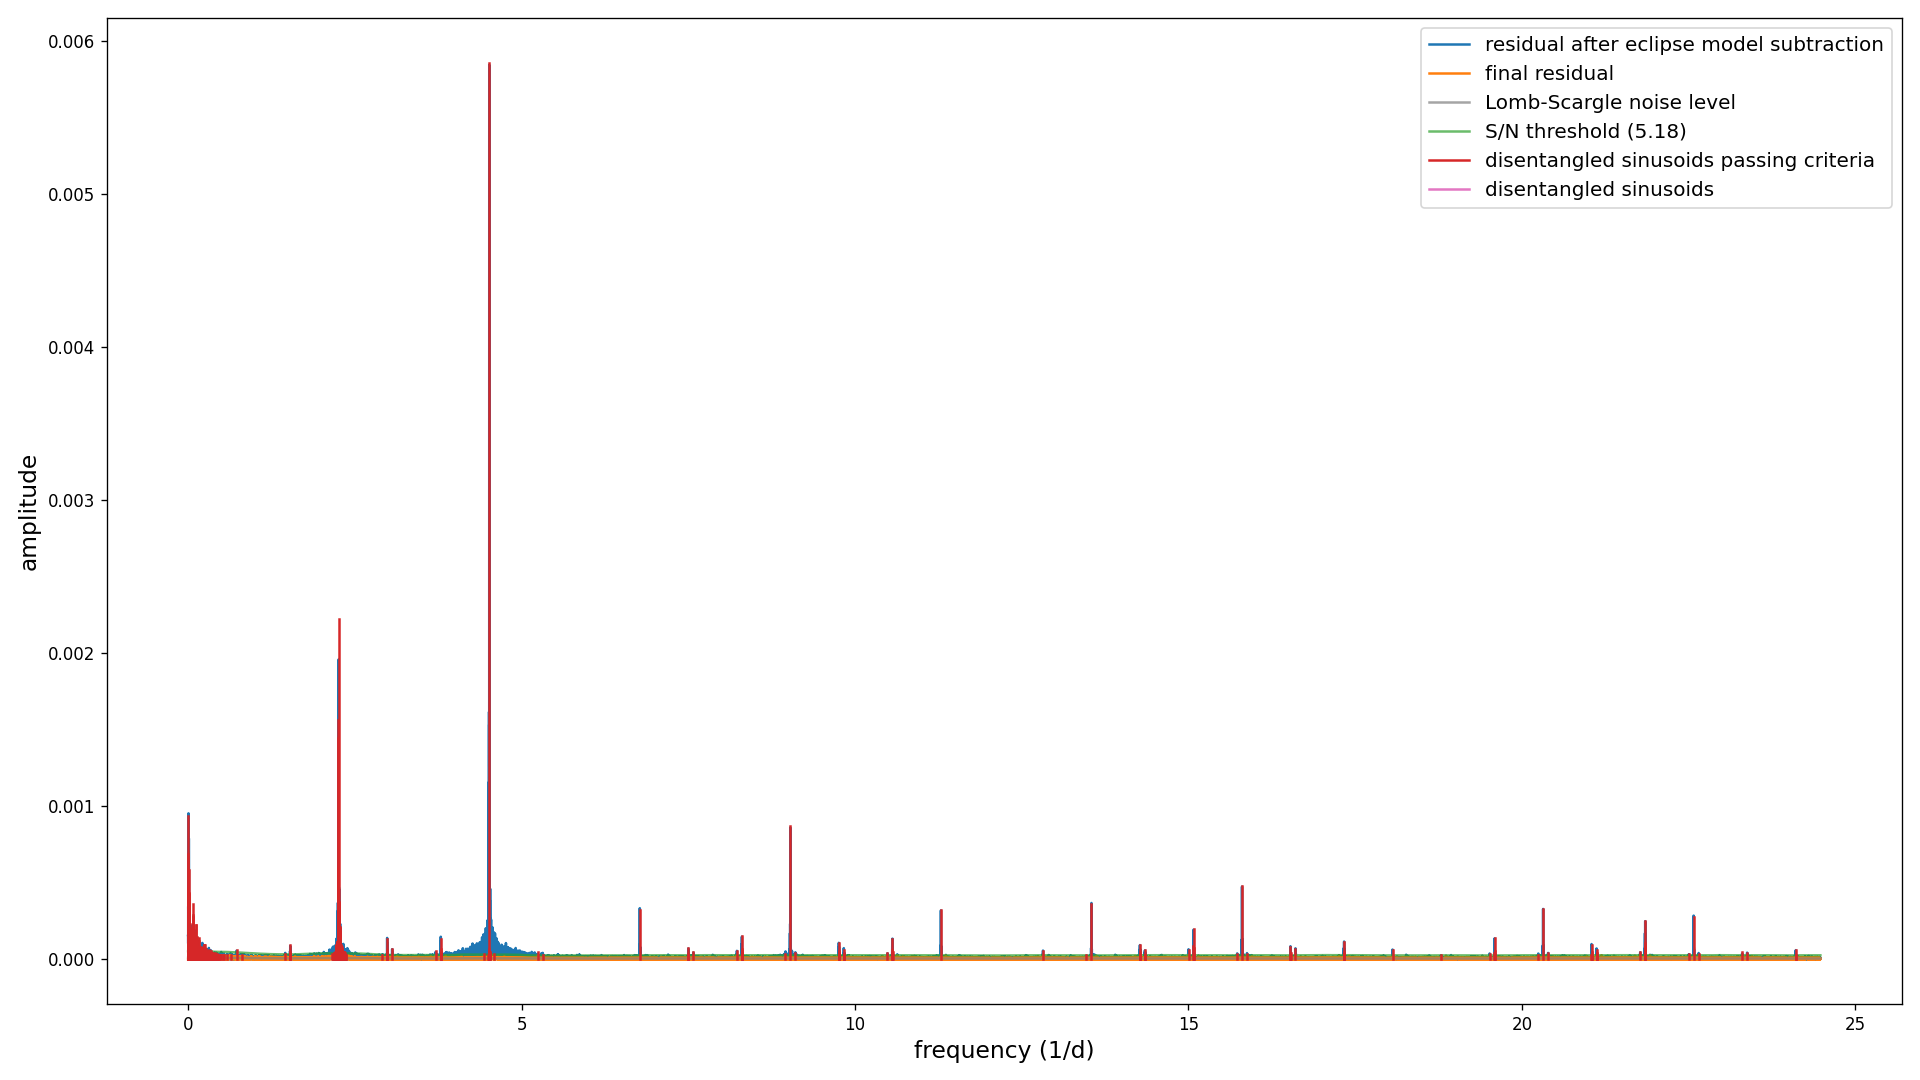 residual after eclipse model subtraction
final residual
Lomb-Scargle noise level
S/N threshold (5.18)
disentangled sinusoids passing criteria
disentangled sinusoids
0.006
0.005
0.004
0.003
0.002
0.001
0.000
amplitude
0 5 10 15 20 25
frequency (1/d)